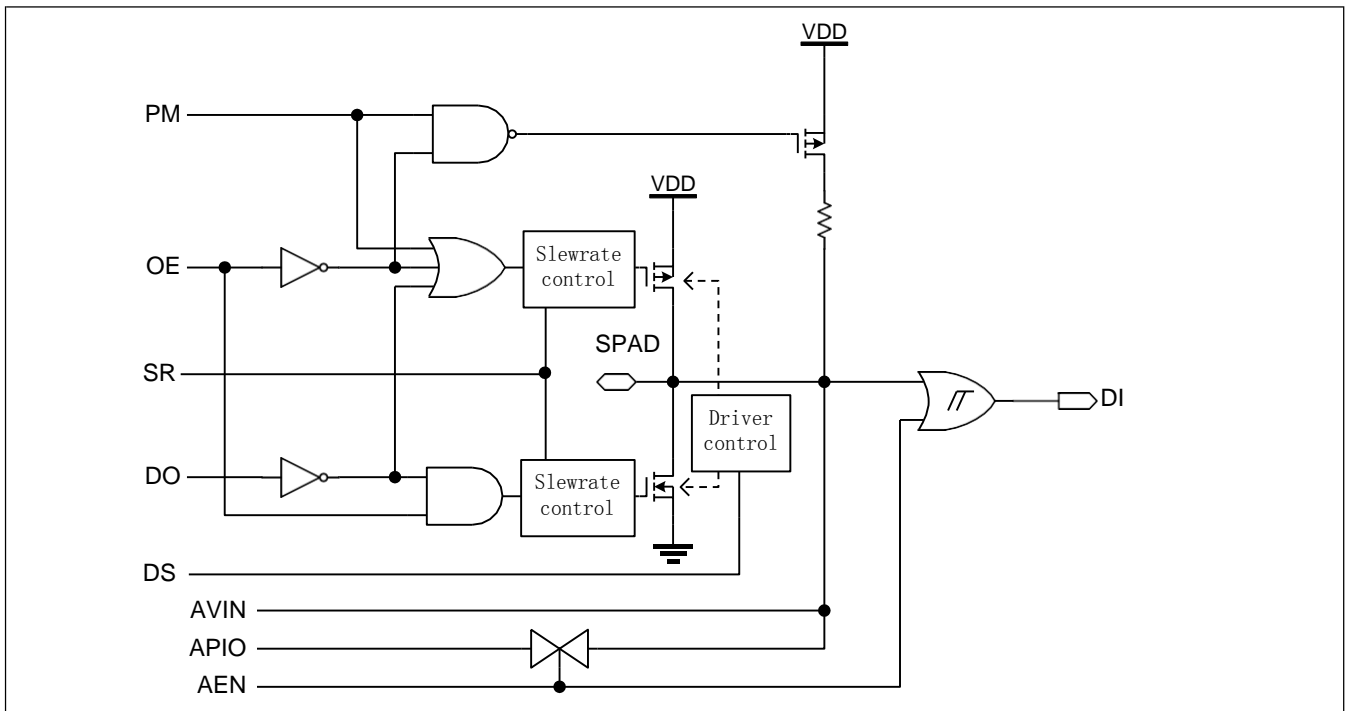 VDD
PM
VDD
OE
Slewrate
control
SPAD
SR
DI
Driver
control
DO
Slewrate
control
DS
AVIN
APIO
AEN